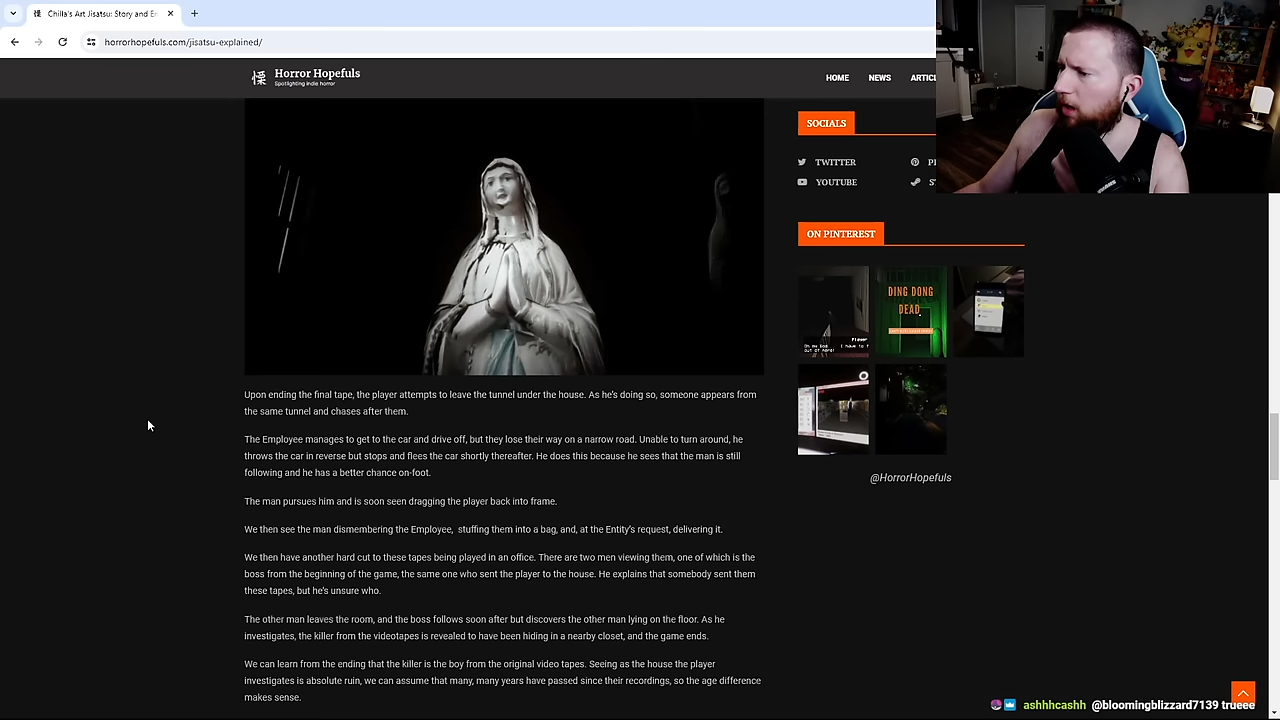 Chilla's Art Jisatsu: Story and En
horrorhopefuls.com/jisatsu-explained/
Horror Hopefuls
Spotlighting indie horror
HOME NEWS ARTICL
SOCIALS
TWITTER
YOUTUBE
ON PINTEREST
DING DONG
DEAD
Player
@HorrorHopefuls
Upon ending the final tape, the player attempts to leave the tunnel under the house. As he's doing so, someone appears from
the same tunnel and chases after them.
The Employee manages to get to the car and drive off, but they lose their way on a narrow road. Unable to turn around, he
throws the car in reverse but stops and flees the car shortly thereafter. He does this because he sees that the man is still
following and he has a better chance on-foot.
The man pursues him and is soon seen dragging the player back into frame.
We then see the man dismembering the Employee, stuffing them into a bag, and, at the Entity's request, delivering it.
We then have another hard cut to these tapes being played in an office. There are two men viewing them, one of which is the
boss from the beginning of the game, the same one who sent the player to the house. He explains that somebody sent them
these tapes, but he's unsure who.
The other man leaves the room, and the boss follows soon after but discovers the other man lying on the floor. As he
investigates, the killer from the videotapes is revealed to have been hiding in a nearby closet, and the game ends.
We can learn from the ending that the killer is the boy from the original video tapes. Seeing as the house the player
investigates is absolute ruin, we can assume that many, many years have passed since their recordings, so the age difference
makes sense.
ashhhcashh @bloomingblizzard7139 trueee